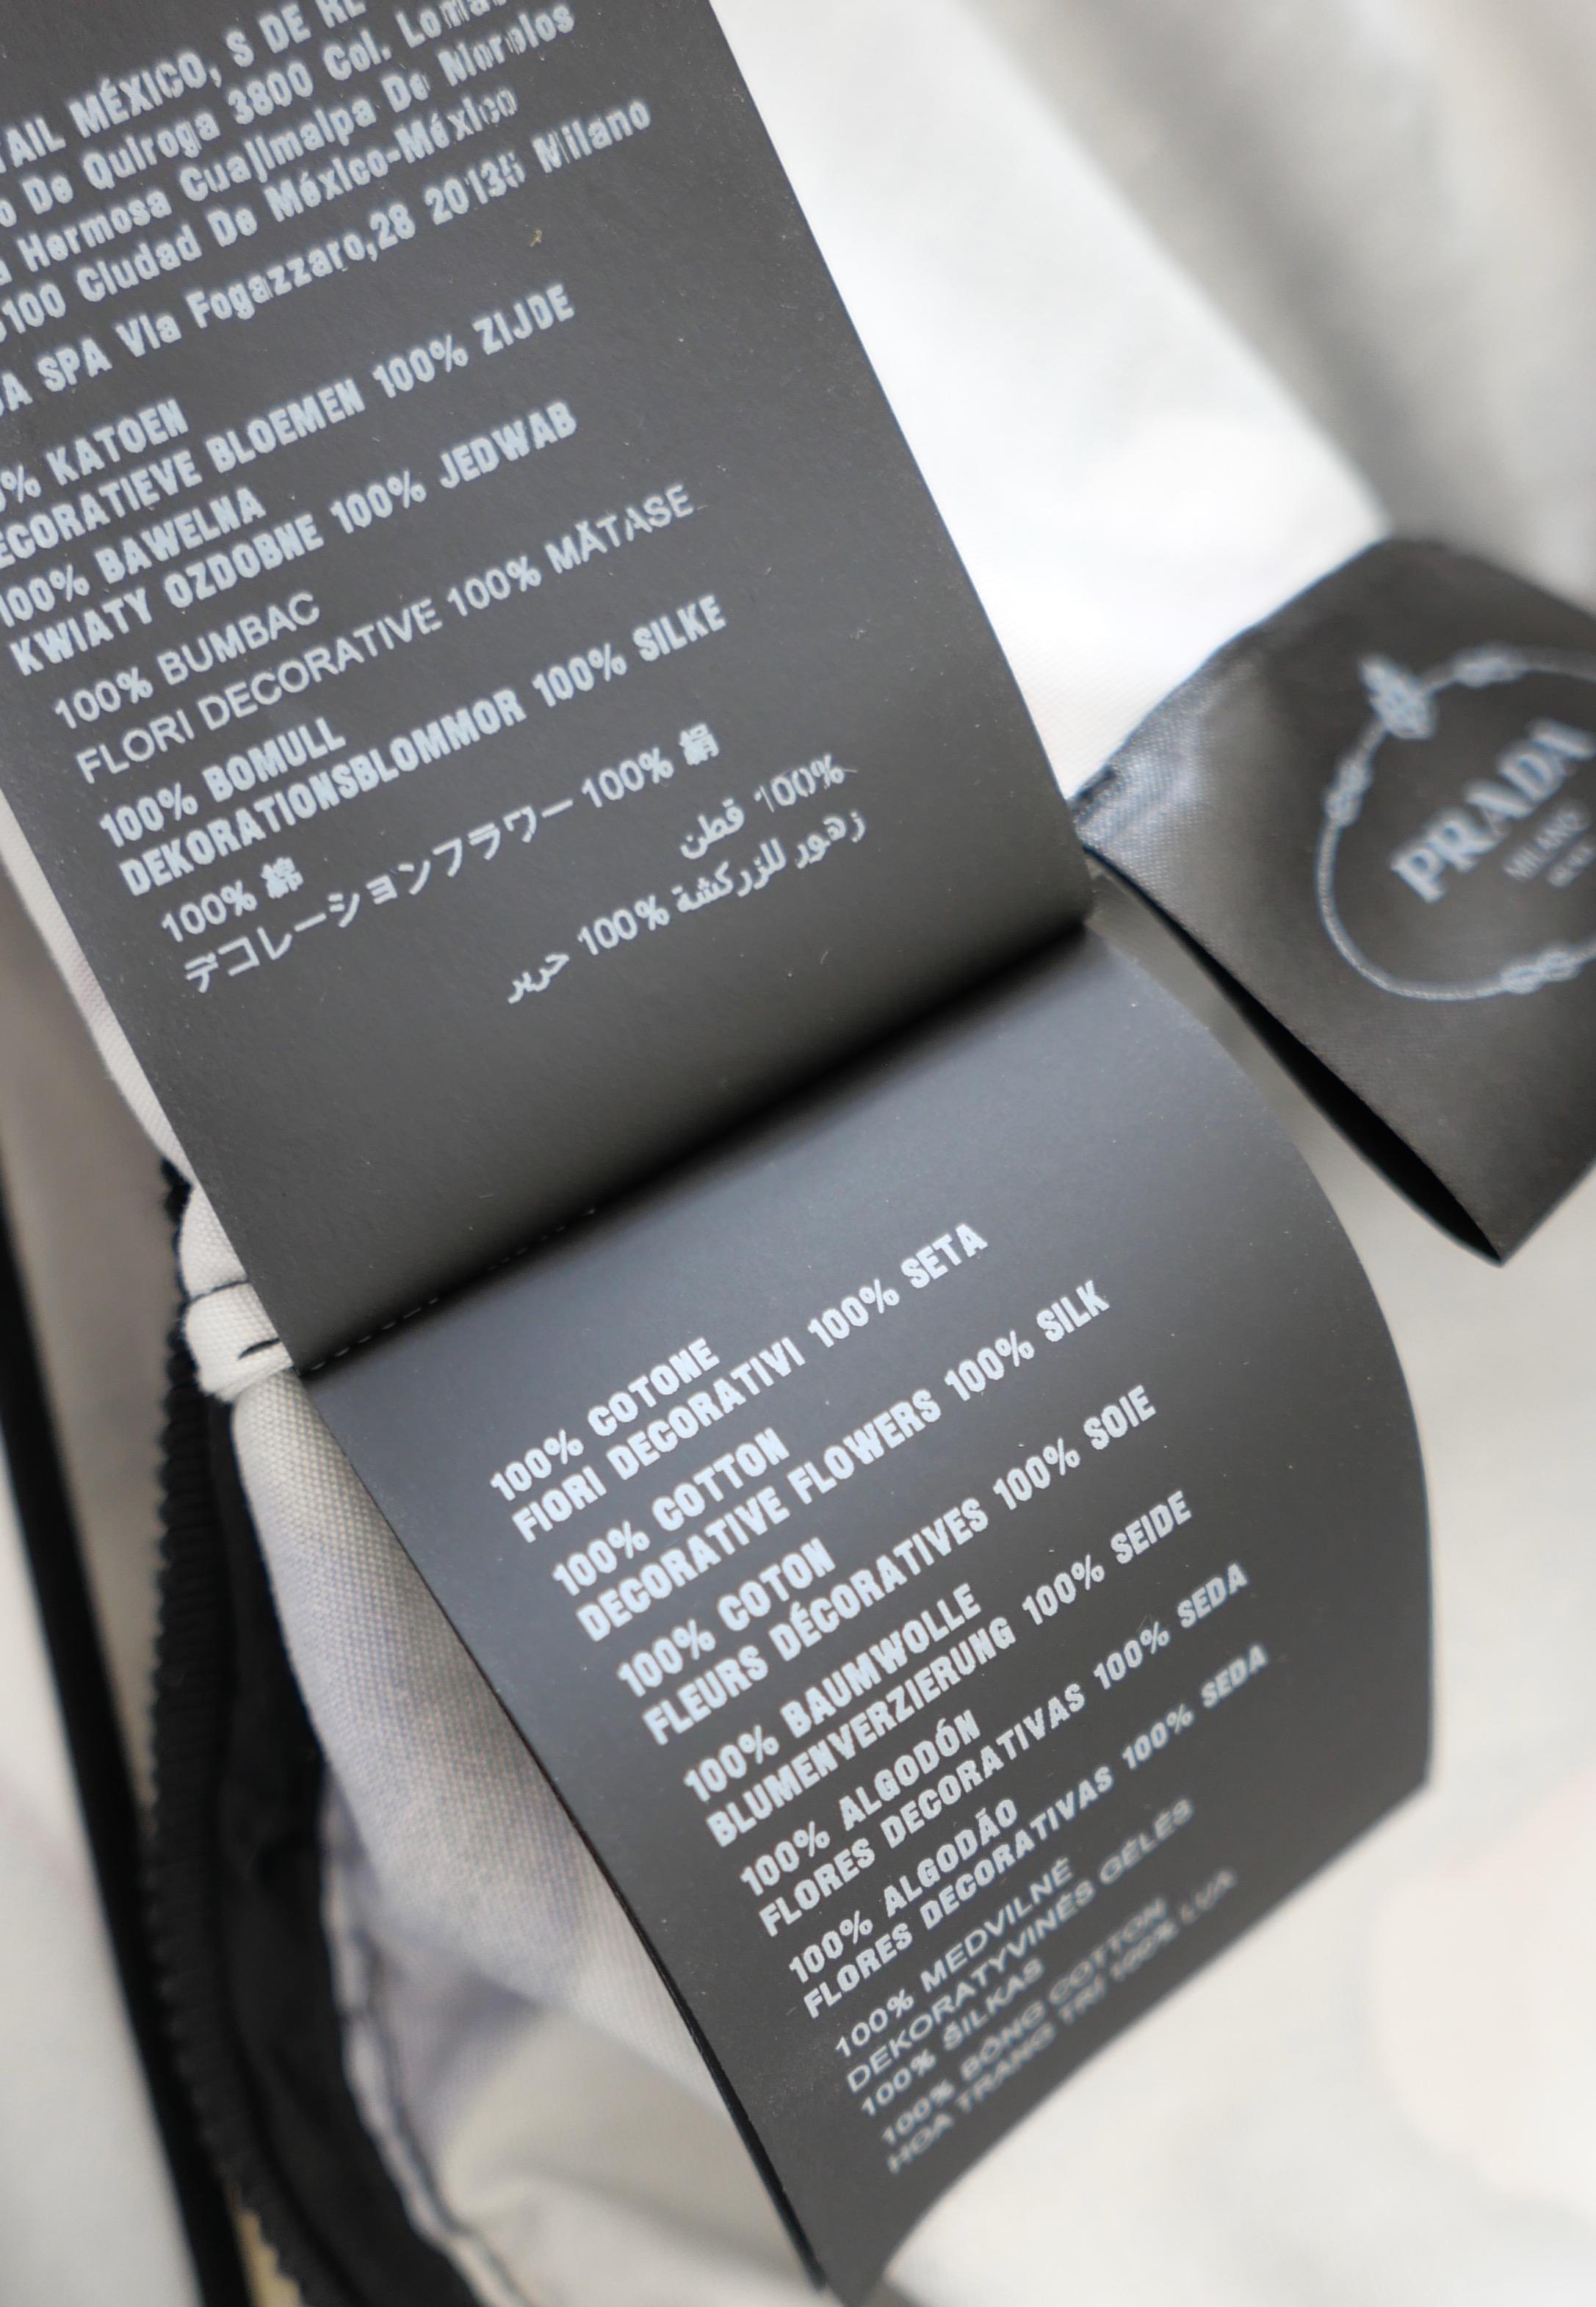 MÉXICO, S DE RL
De Quiroga 3800 Col.
Hermosa Cuajimalpa De Morelos
Ciudad De México-México
SPA Via Fogazzaro,28 20135 Milano
KATOEN
DECORATIEVE BLOEMEN 100% ZIJDE
100% BAWEŁNA
KWIATY OZDOBNE 100% JEDWAB
100% BUMBAC
FLORI DECORATIVE 100% MĂTASE
100% BOMULL
DEKORATIONSBLOMMOR 100% SILKE
100% 綿
デコレーションフラワー 100% 絹
100% قطن
زهور للزركشة 100% حرير
PRADA
MILANO
100% COTONE
FIORI DECORATIVI 100% SETA
100% COTTON
DECORATIVE FLOWERS 100% SILK
100% COTON
FLEURS DÉCORATIVES 100% SOIE
100% BAUMWOLLE
BLUMENVERZIERUNG 100% SEIDE
100% ALGODÓN
FLORES DECORATIVAS 100% SEDA
100% ALGODÃO
FLORES DECORATIVAS 100% SEDA
100% MEDVILNĖ
DEKORATYVINĖS GĖLĖS
100% ŠILKAS
100% BÔNG COTTON
HOA TRANG TRÍ 100% LỤA